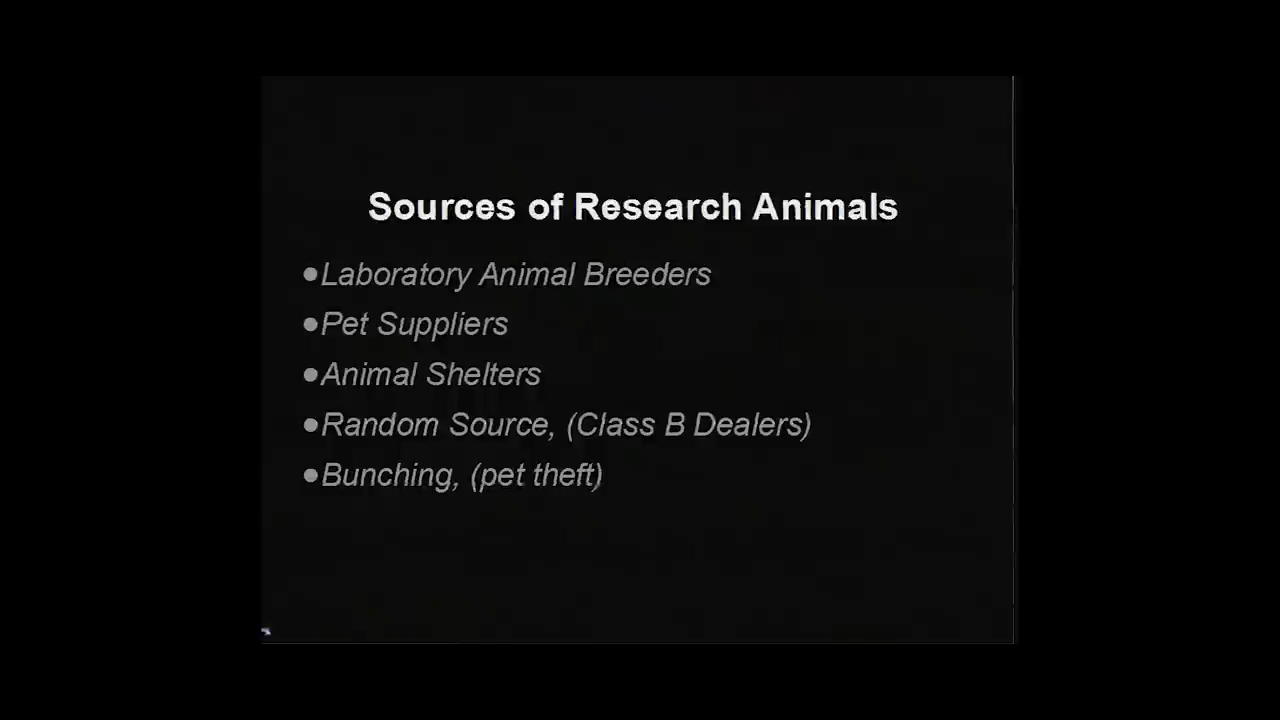 Sources of Research Animals
●Laboratory Animal Breeders
●Pet Suppliers
●Animal Shelters
●Random Source, (Class B Dealers)
●Bunching, (pet theft)